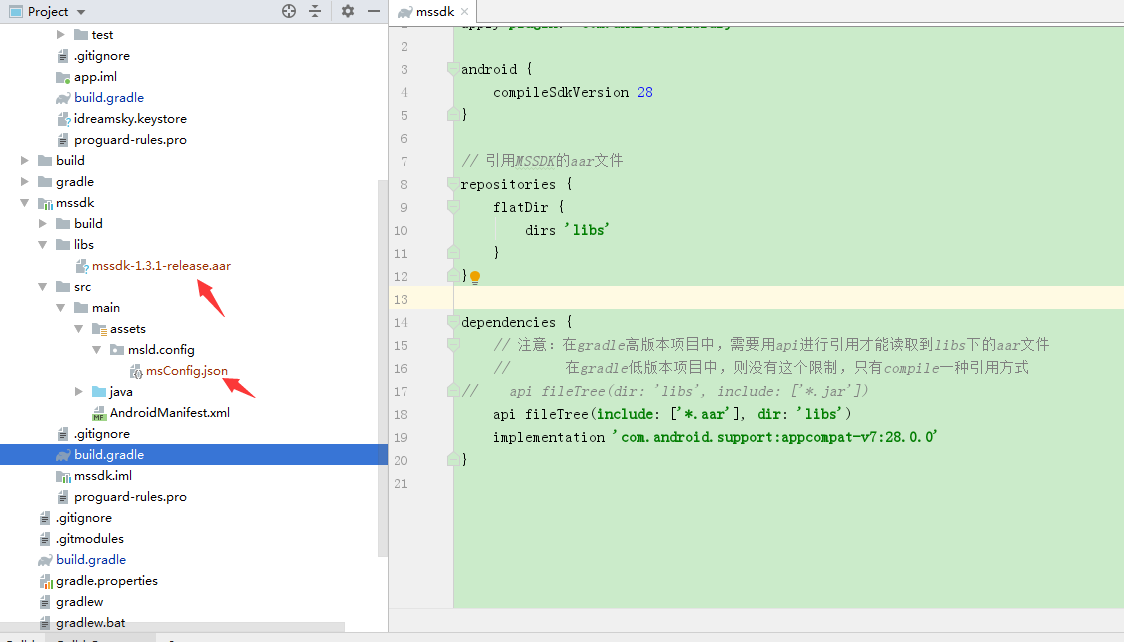 Project
test
.gitignore
app.iml
build.gradle
idreamsky.keystore
proguard-rules.pro
build
gradle
mssdk
build
libs
mssdk-1.3.1-release.aar
src
main
assets
msld.config
msConfig.json
java
AndroidManifest.xml
.gitignore
build.gradle
mssdk.iml
proguard-rules.pro
.gitignore
.gitmodules
build.gradle
gradle.properties
gradlew
gradlew.bat
mssdk
2
3 android {
4 compileSdkVersion 28
5 }
6
7 // 引用MSSDK的aar文件
8 repositories {
9 flatDir {
10 dirs 'libs'
11 }
12 }
13
14 dependencies {
15 // 注意：在gradle高版本项目中，需要用api进行引用才能读取到libs下的aar文件
16 // 在gradle低版本项目中，则没有这个限制，只有compile一种引用方式
17 // api fileTree(dir: 'libs', include: ['*.jar'])
18 api fileTree(include: ['*.aar'], dir: 'libs')
19 implementation 'com.android.support:appcompat-v7:28.0.0'
20 }
21